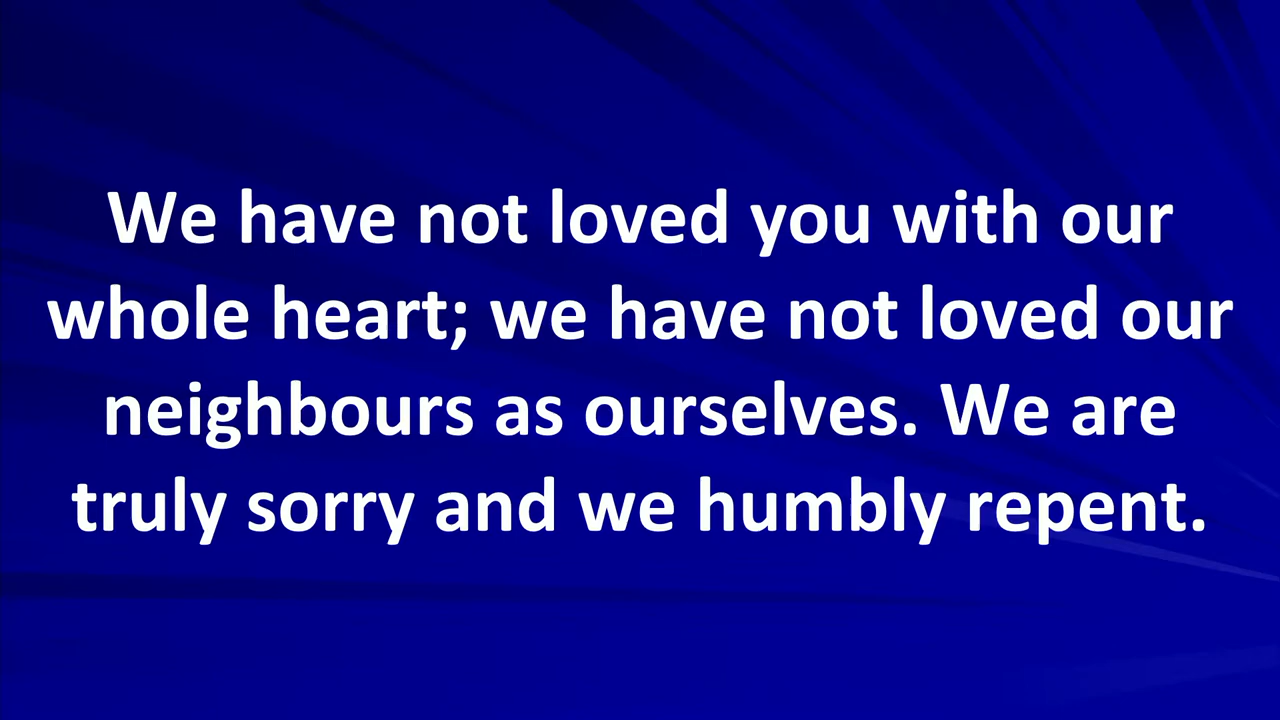 We have not loved you with our
whole heart; we have not loved our
neighbours as ourselves. We are
truly sorry and we humbly repent.